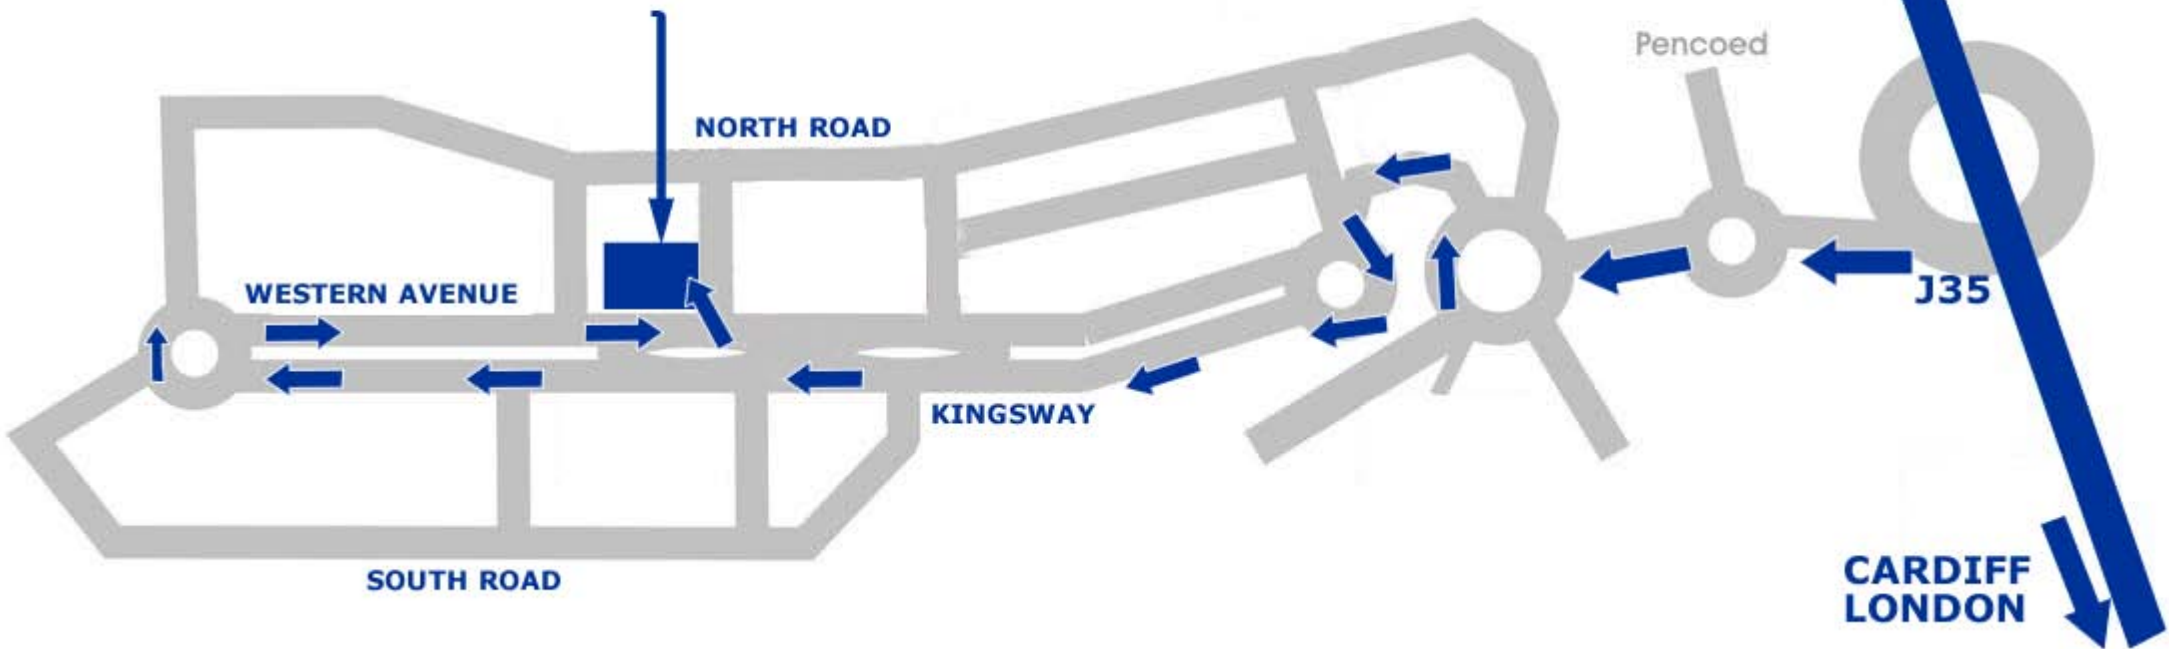 Pencoed
NORTH ROAD
WESTERN AVENUE
J35
KINGSWAY
SOUTH ROAD
CARDIFF
LONDON